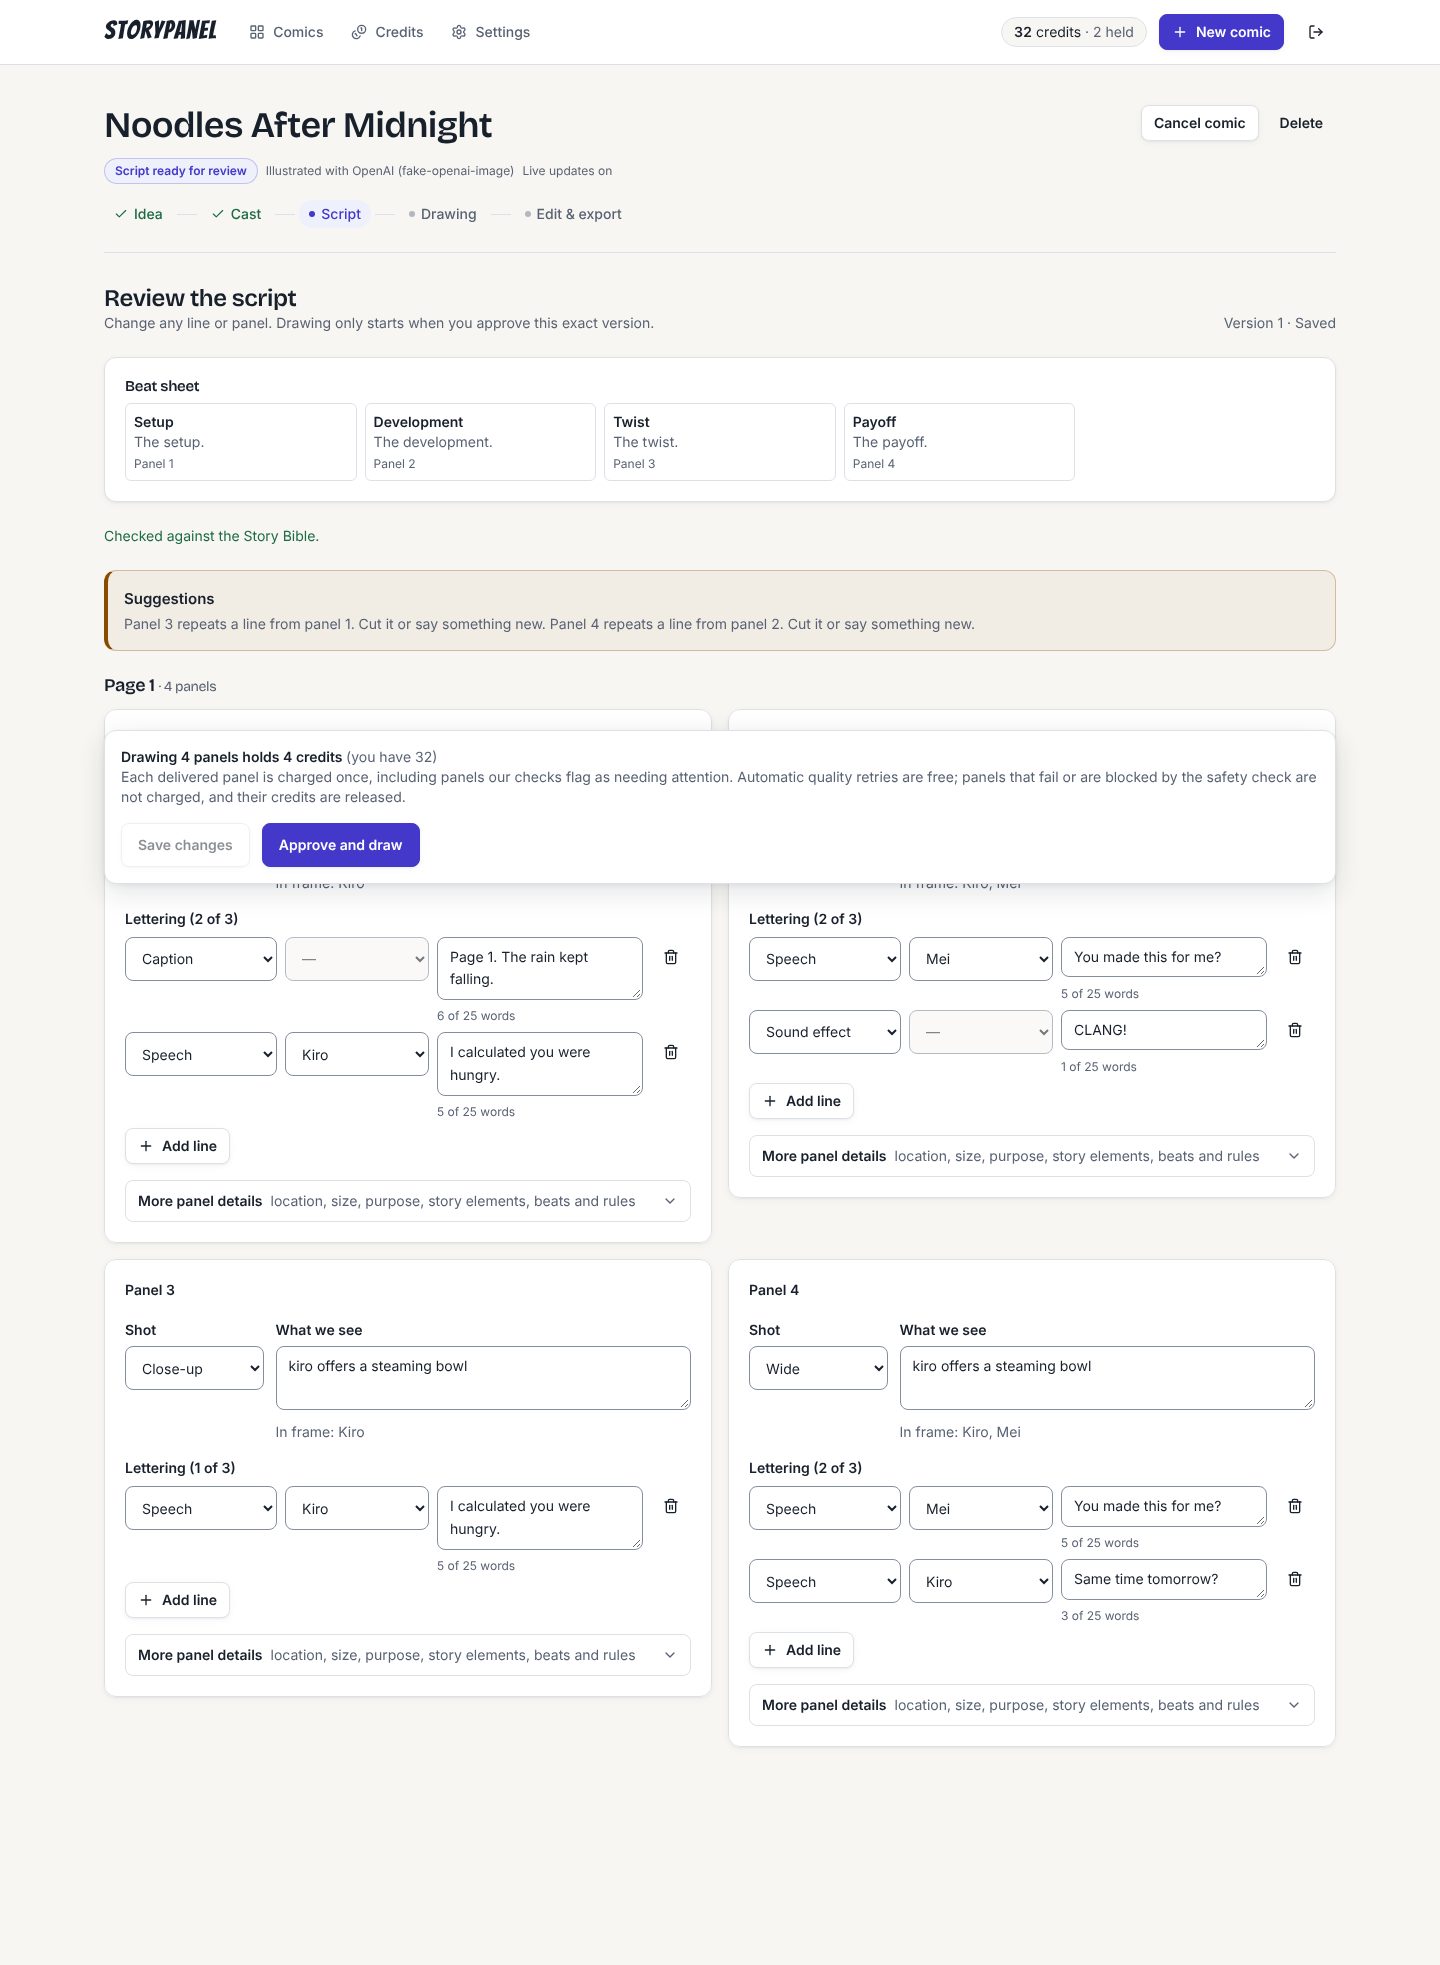 STORYPANEL
Comics
Credits
Settings
32 credits · 2 held
New comic
Noodles After Midnight
Cancel comic
Delete
Script ready for review
Illustrated with OpenAI (fake-openai-image)
Live updates on
Idea
Cast
Script
Drawing
Edit & export
Review the script
Change any line or panel. Drawing only starts when you approve this exact version.
Version 1 · Saved
Beat sheet
Setup
The setup.
Panel 1
Development
The development.
Panel 2
Twist
The twist.
Panel 3
Payoff
The payoff.
Panel 4
Checked against the Story Bible.
Suggestions
Panel 3 repeats a line from panel 1. Cut it or say something new. Panel 4 repeats a line from panel 2. Cut it or say something new.
Page 1 · 4 panels
Drawing 4 panels holds 4 credits (you have 32)
Each delivered panel is charged once, including panels our checks flag as needing attention. Automatic quality retries are free; panels that fail or are blocked by the safety check are
not charged, and their credits are released.
Save changes
Approve and draw
In frame: Kiro
Lettering (2 of 3)
Caption
—
Page 1. The rain kept
falling.
6 of 25 words
Speech
Kiro
I calculated you were
hungry.
5 of 25 words
Add line
More panel details location, size, purpose, story elements, beats and rules
In frame: Kiro, Mei
Lettering (2 of 3)
Speech
Mei
You made this for me?
5 of 25 words
Sound effect
—
CLANG!
1 of 25 words
Add line
More panel details location, size, purpose, story elements, beats and rules
Panel 3
Shot
What we see
Close-up
kiro offers a steaming bowl
In frame: Kiro
Lettering (1 of 3)
Speech
Kiro
I calculated you were
hungry.
5 of 25 words
Add line
More panel details location, size, purpose, story elements, beats and rules
Panel 4
Shot
What we see
Wide
kiro offers a steaming bowl
In frame: Kiro, Mei
Lettering (2 of 3)
Speech
Mei
You made this for me?
5 of 25 words
Speech
Kiro
Same time tomorrow?
3 of 25 words
Add line
More panel details location, size, purpose, story elements, beats and rules